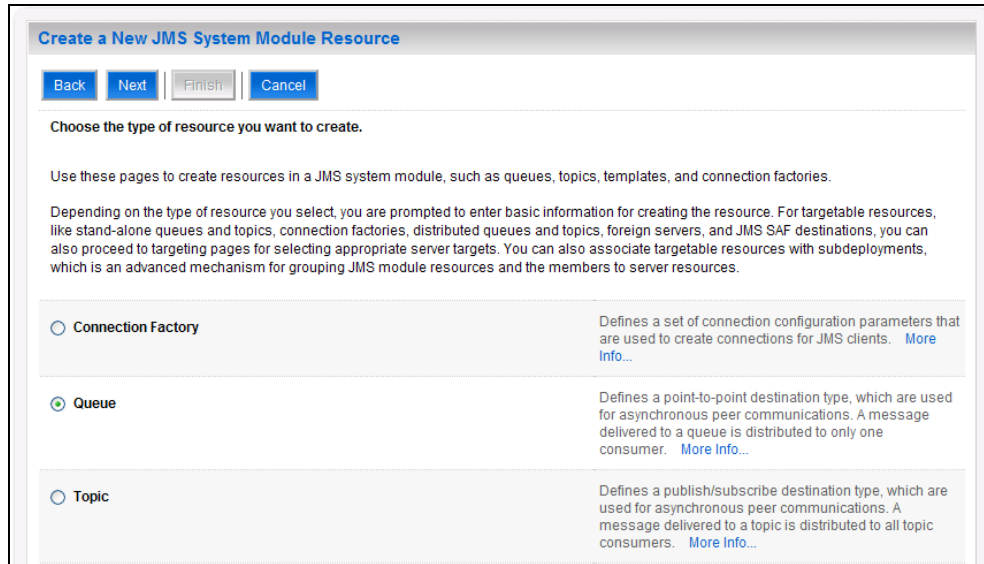 Create a New JMS System Module Resource
Back Next Finish Cancel
Choose the type of resource you want to create.
Use these pages to create resources in a JMS system module, such as queues, topics, templates, and connection factories.
Depending on the type of resource you select, you are prompted to enter basic information for creating the resource. For targetable resources,
like stand-alone queues and topics, connection factories, distributed queues and topics, foreign servers, and JMS SAF destinations, you can
also proceed to targeting pages for selecting appropriate server targets. You can also associate targetable resources with subdeployments,
which is an advanced mechanism for grouping JMS module resources and the members to server resources.
Connection Factory
Defines a set of connection configuration parameters that
are used to create connections for JMS clients. More
Info...
Queue
Defines a point-to-point destination type, which are used
for asynchronous peer communications. A message
delivered to a queue is distributed to only one
consumer. More Info...
Topic
Defines a publish/subscribe destination type, which are
used for asynchronous peer communications. A
message delivered to a topic is distributed to all topic
consumers. More Info...